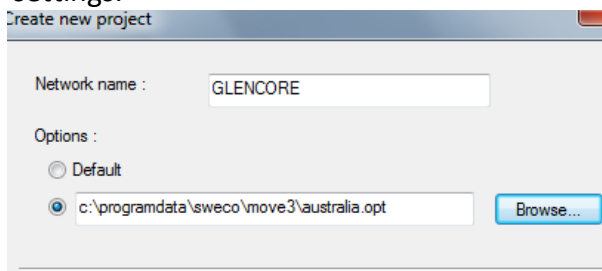 Create new project
Network name :
GLENCORE
Options :
Default
c:\programdata\sweco\move3\australia.opt
Browse...